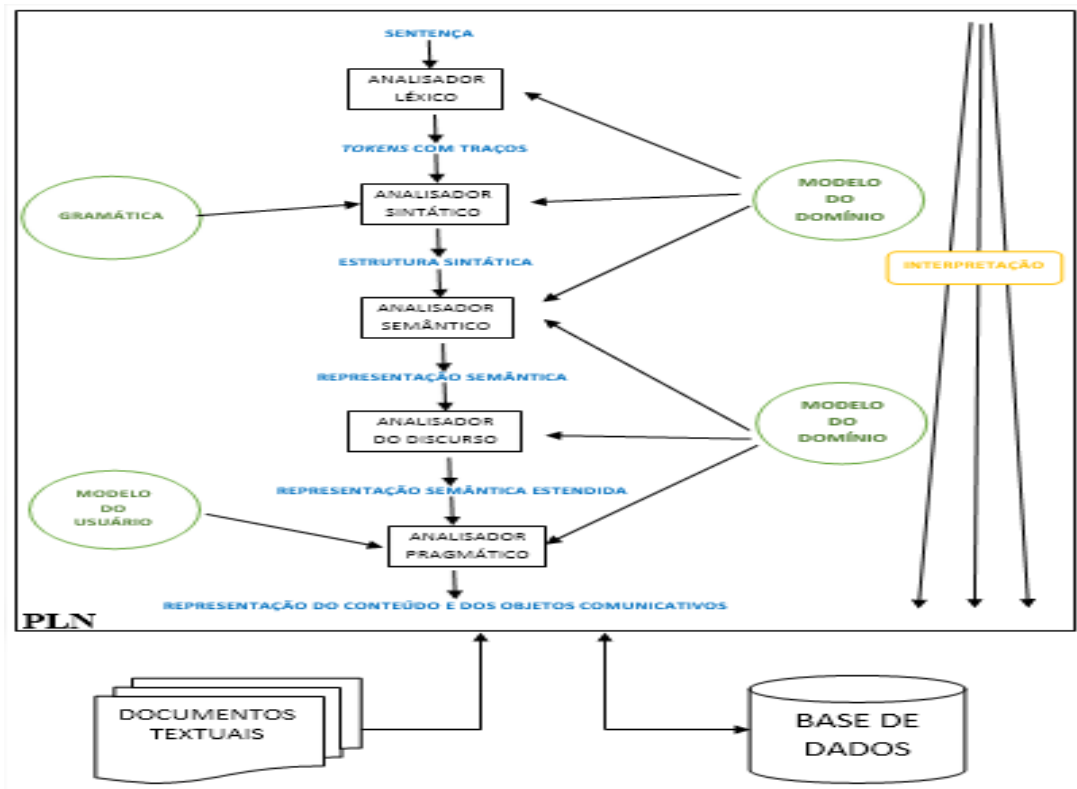 SENTENÇA
ANALISADOR
LÉXICO
TOKENS COM TRAÇOS
ANALISADOR
SINTÁTICO
GRAMÁTICA
MODELO
DO
DOMÍNIO
ESTRUTURA SINTÁTICA
INTERPRETAÇÃO
ANALISADOR
SEMÂNTICO
REPRESENTAÇÃO SEMÂNTICA
ANALISADOR
DO DISCURSO
MODELO
DO
DOMÍNIO
REPRESENTAÇÃO SEMÂNTICA ESTENDIDA
MODELO
DO
USUÁRIO
ANALISADOR
PRAGMÁTICO
REPRESENTAÇÃO DO CONTEÚDO E DOS OBJETOS COMUNICATIVOS
PLN
DOCUMENTOS
TEXTUAIS
BASE DE
DADOS